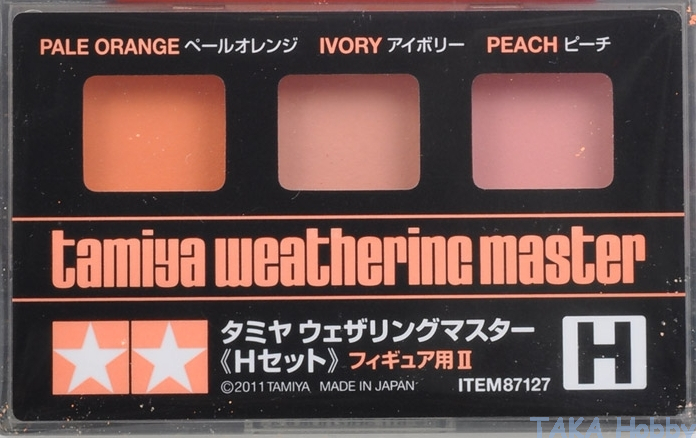 PALE ORANGE ペールオレンジ IVORY アイボリー PEACH ピーチ
tamiya weathering master
タミヤ ウェザリングマスター
《Hセット》 フィギュア用Ⅱ
©2011 TAMIYA MADE IN JAPAN ITEM87127
H
TAKA Hobby